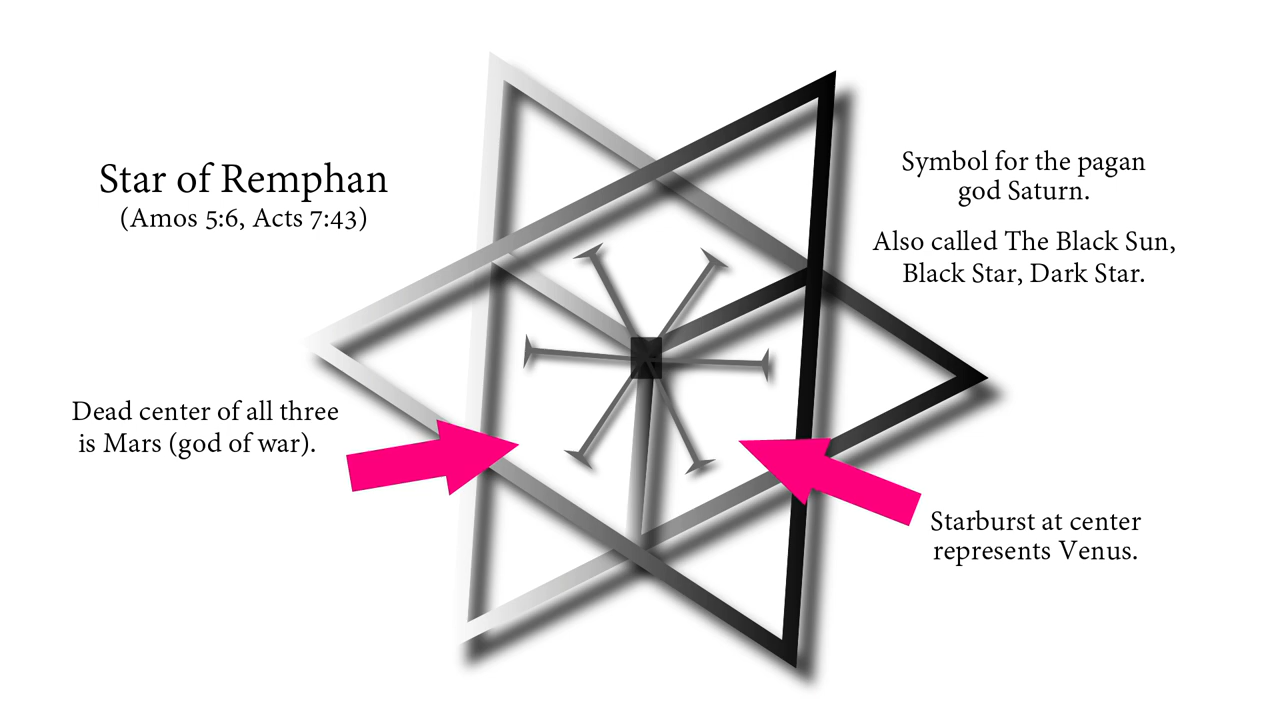 Star of Remphan
(Amos 5:6, Acts 7:43)
Symbol for the pagan
god Saturn.
Also called The Black Sun,
Black Star, Dark Star.
Dead center of all three
is Mars (god of war).
Starburst at center
represents Venus.